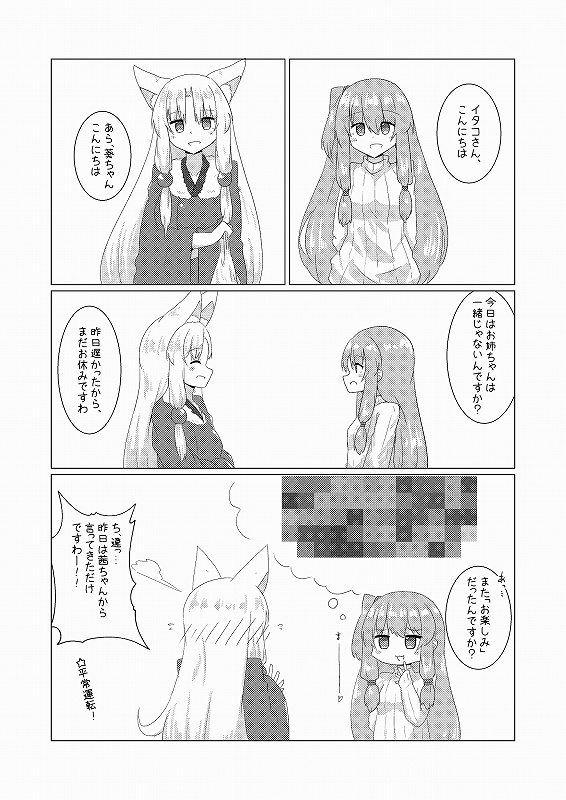 イタコさん、
こんにちは
あら、葵ちゃん
こんにちは
今日はお姉ちゃんは
一緒じゃないんですか?
昨日遅かったから、
まだお休みですわ
あっ…
また「お楽しみ」
だったんですか?
ち、違っ…
昨日は茜ちゃんから
言ってきただけ
ですわー!!
☆平常運転!